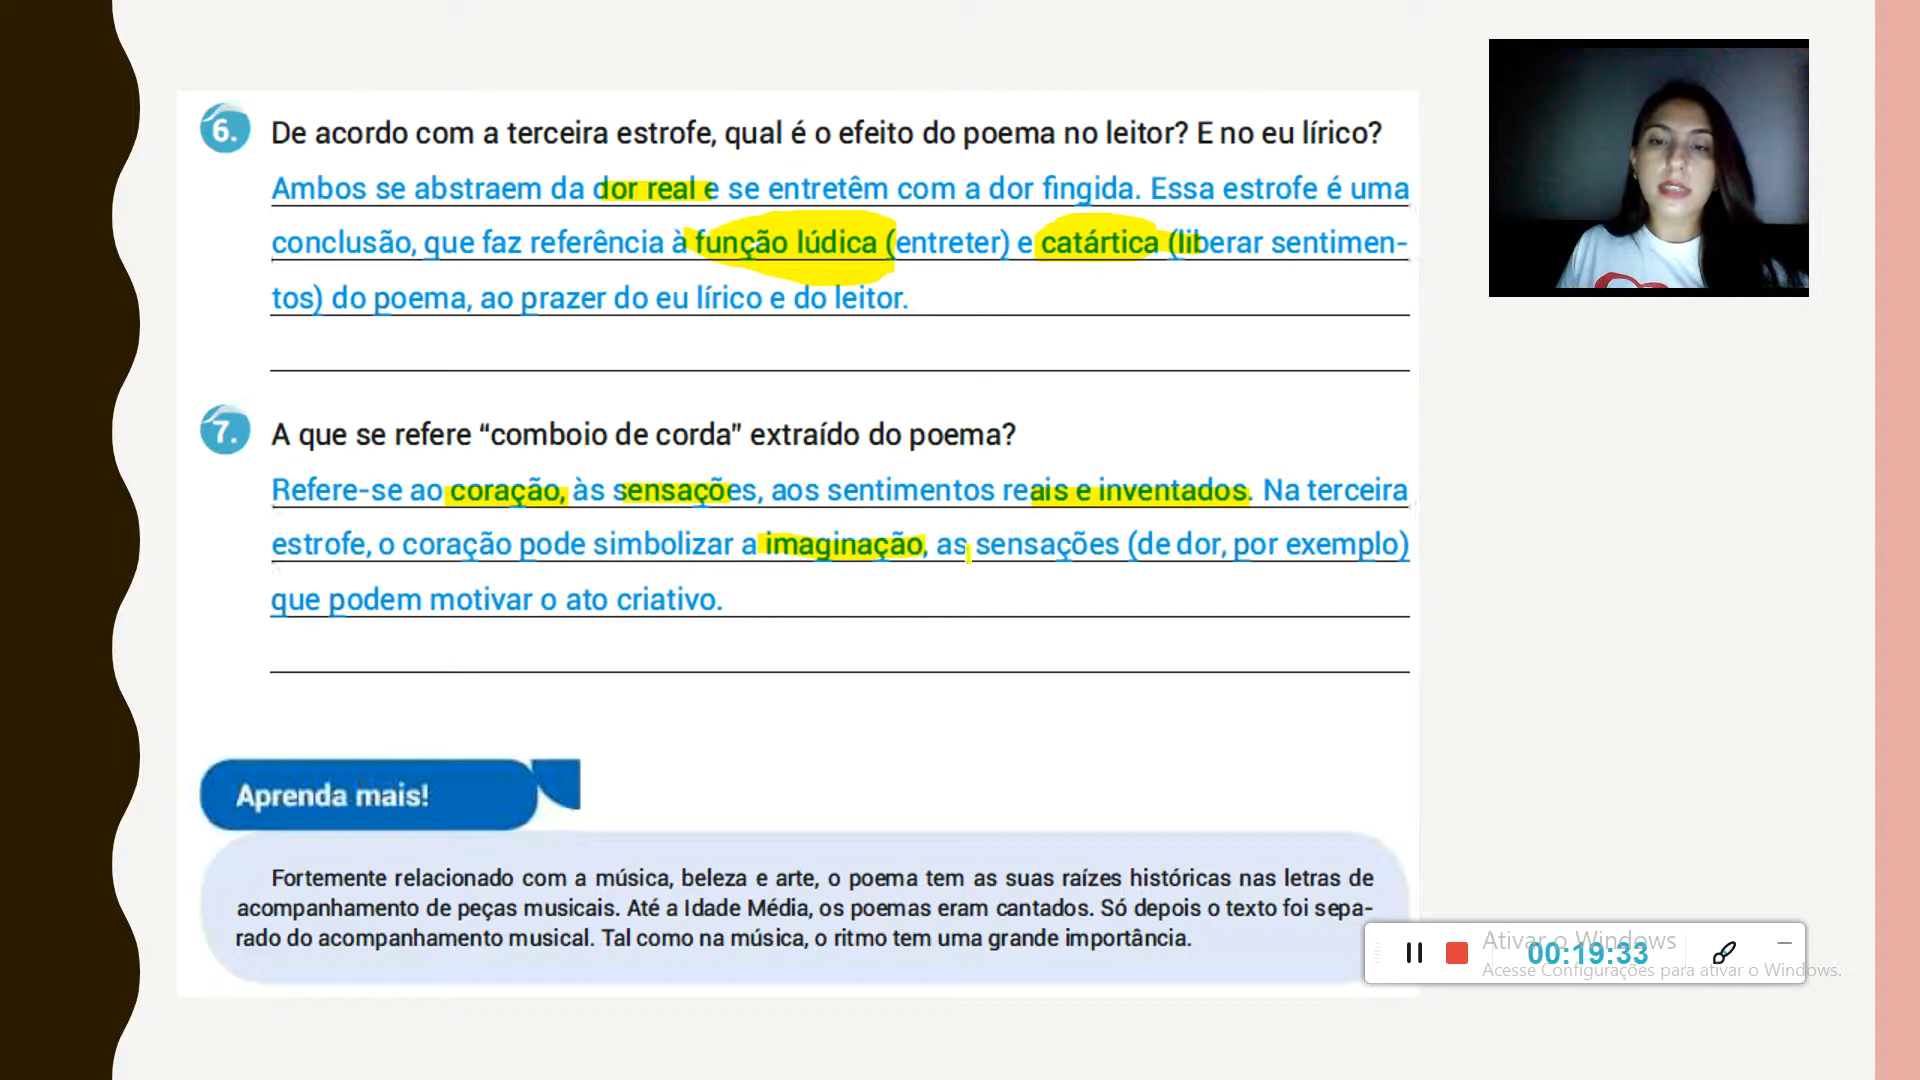 6. De acordo com a terceira estrofe, qual é o efeito do poema no leitor? E no eu lírico?
Ambos se abstraem da dor real e se entretêm com a dor fingida. Essa estrofe é uma
conclusão, que faz referência à função lúdica (entreter) e catártica (liberar sentimen-
tos) do poema, ao prazer do eu lírico e do leitor.
7. A que se refere “comboio de corda” extraído do poema?
Refere-se ao coração, às sensações, aos sentimentos reais e inventados. Na terceira
estrofe, o coração pode simbolizar a imaginação, as sensações (de dor, por exemplo)
que podem motivar o ato criativo.
Aprenda mais!
Fortemente relacionado com a música, beleza e arte, o poema tem as suas raízes históricas nas letras de
acompanhamento de peças musicais. Até a Idade Média, os poemas eram cantados. Só depois o texto foi sepa-
rado do acompanhamento musical. Tal como na música, o ritmo tem uma grande importância.
Ativar o Windows
00:19:33
Acesse Configurações para ativar o Windows.